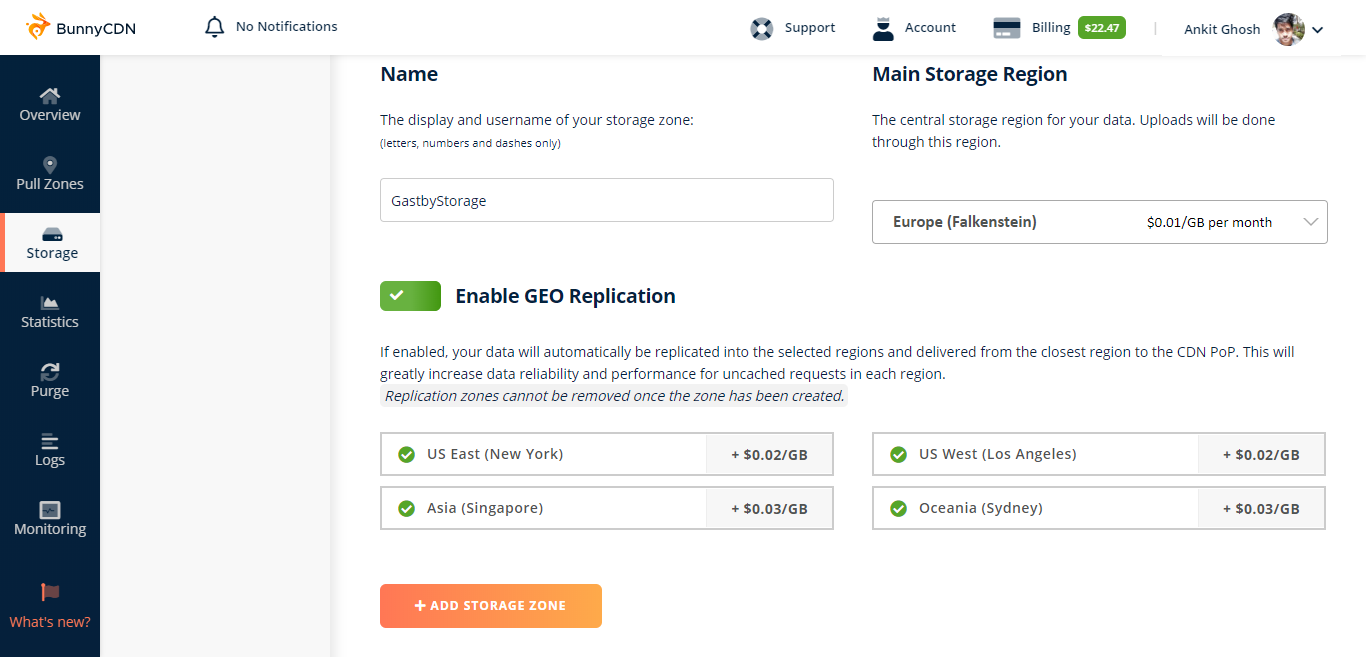 BunnyCDN
No Notifications
Support
Account
Billing $22.47
Ankit Ghosh
Overview
Pull Zones
Storage
Statistics
Purge
Logs
Monitoring
What's new?
Name
The display and username of your storage zone:
(letters, numbers and dashes only)
GastbyStorage
Main Storage Region
The central storage region for your data. Uploads will be done
through this region.
Europe (Falkenstein) $0.01/GB per month
Enable GEO Replication
If enabled, your data will automatically be replicated into the selected regions and delivered from the closest region to the CDN PoP. This will
greatly increase data reliability and performance for uncached requests in each region.
Replication zones cannot be removed once the zone has been created.
US East (New York) + $0.02/GB
US West (Los Angeles) + $0.02/GB
Asia (Singapore) + $0.03/GB
Oceania (Sydney) + $0.03/GB
+ ADD STORAGE ZONE